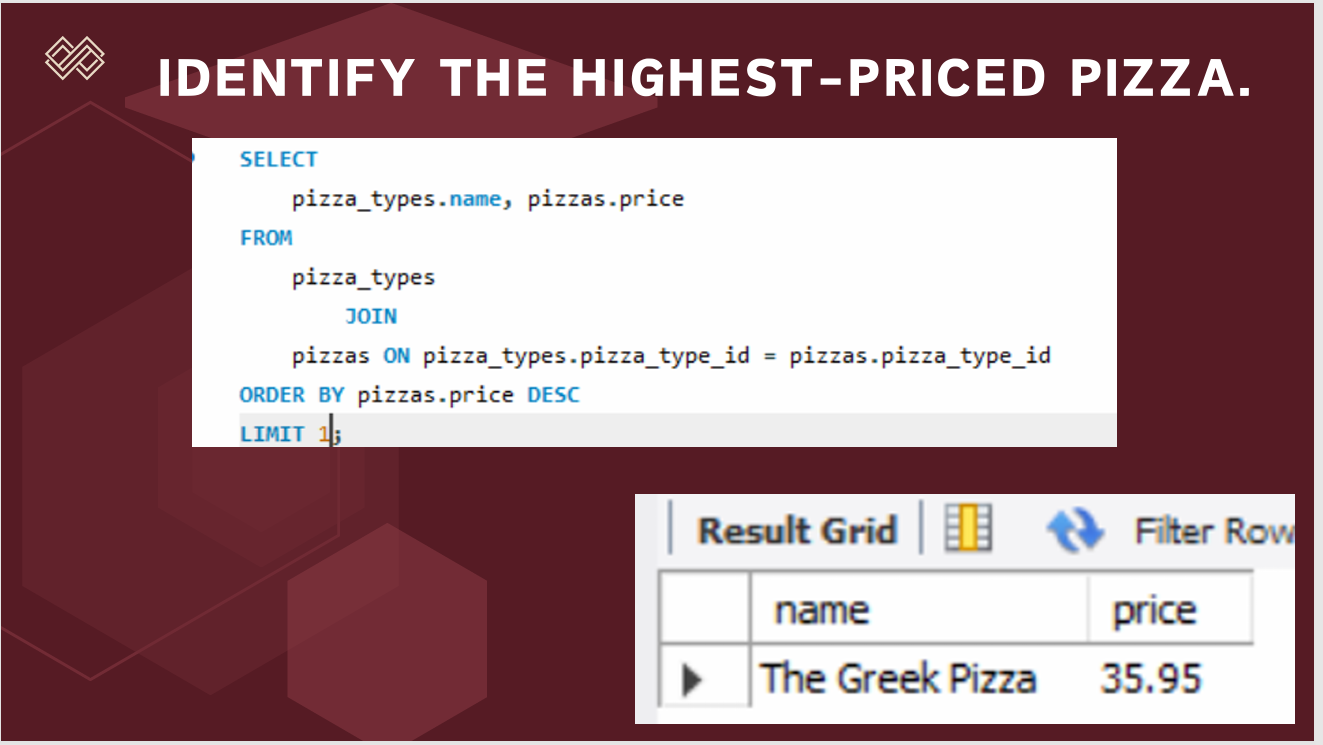 IDENTIFY THE HIGHEST-PRICED PIZZA.
SELECT
pizza_types.name, pizzas.price
FROM
pizza_types
JOIN
pizzas ON pizza_types.pizza_type_id = pizzas.pizza_type_id
ORDER BY pizzas.price DESC
LIMIT 1;
Result Grid Filter Row
name price
The Greek Pizza 35.95